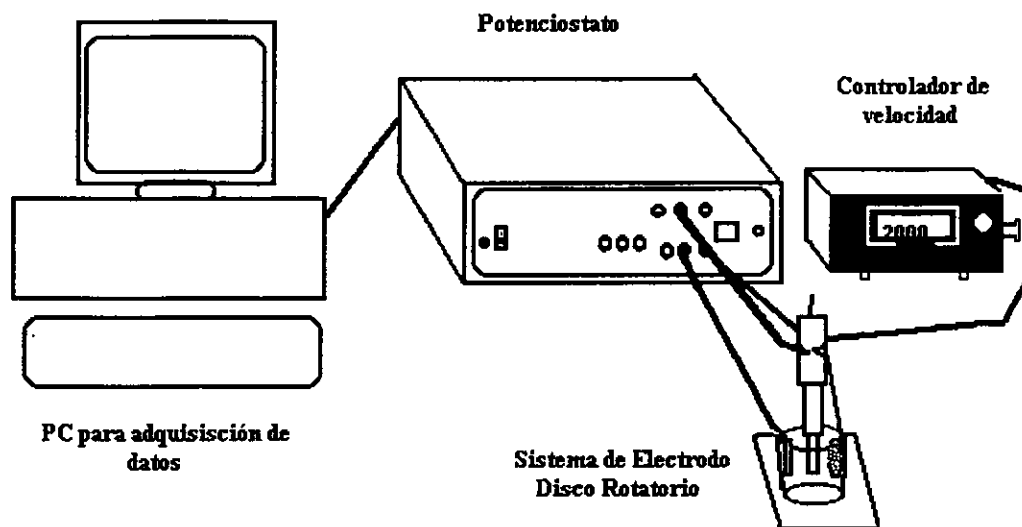 Potenciostato
Controlador de
velocidad
2000
PC para adquisisción de
datos
Sistema de Electrodo
Disco Rotatorio